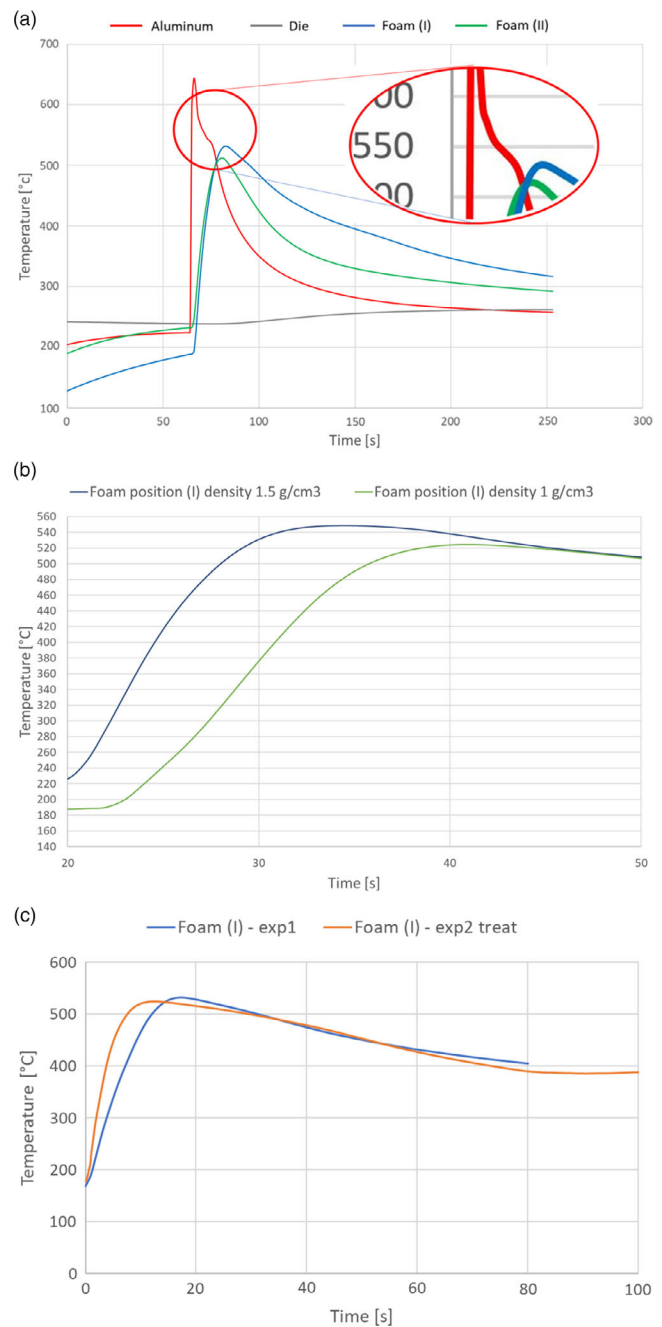 (a)
Aluminum Die Foam (I) Foam (II)
700
600
500
400
300
200
100
0 50 100 150 200 250 300
Temperature [°c]
Time [s]
00
550
00
(b)
Foam position (I) density 1.5 g/cm3 Foam position (I) density 1 g/cm3
560
540
520
500
480
460
440
420
400
380
360
340
320
300
280
260
240
220
200
180
160
140
20 30 40 50
Temperature [°C]
Time [s]
(c)
Foam (I) - exp1 Foam (I) - exp2 treat
600
500
400
300
200
100
0
0 20 40 60 80 100
Temperature [°C]
Time [s]